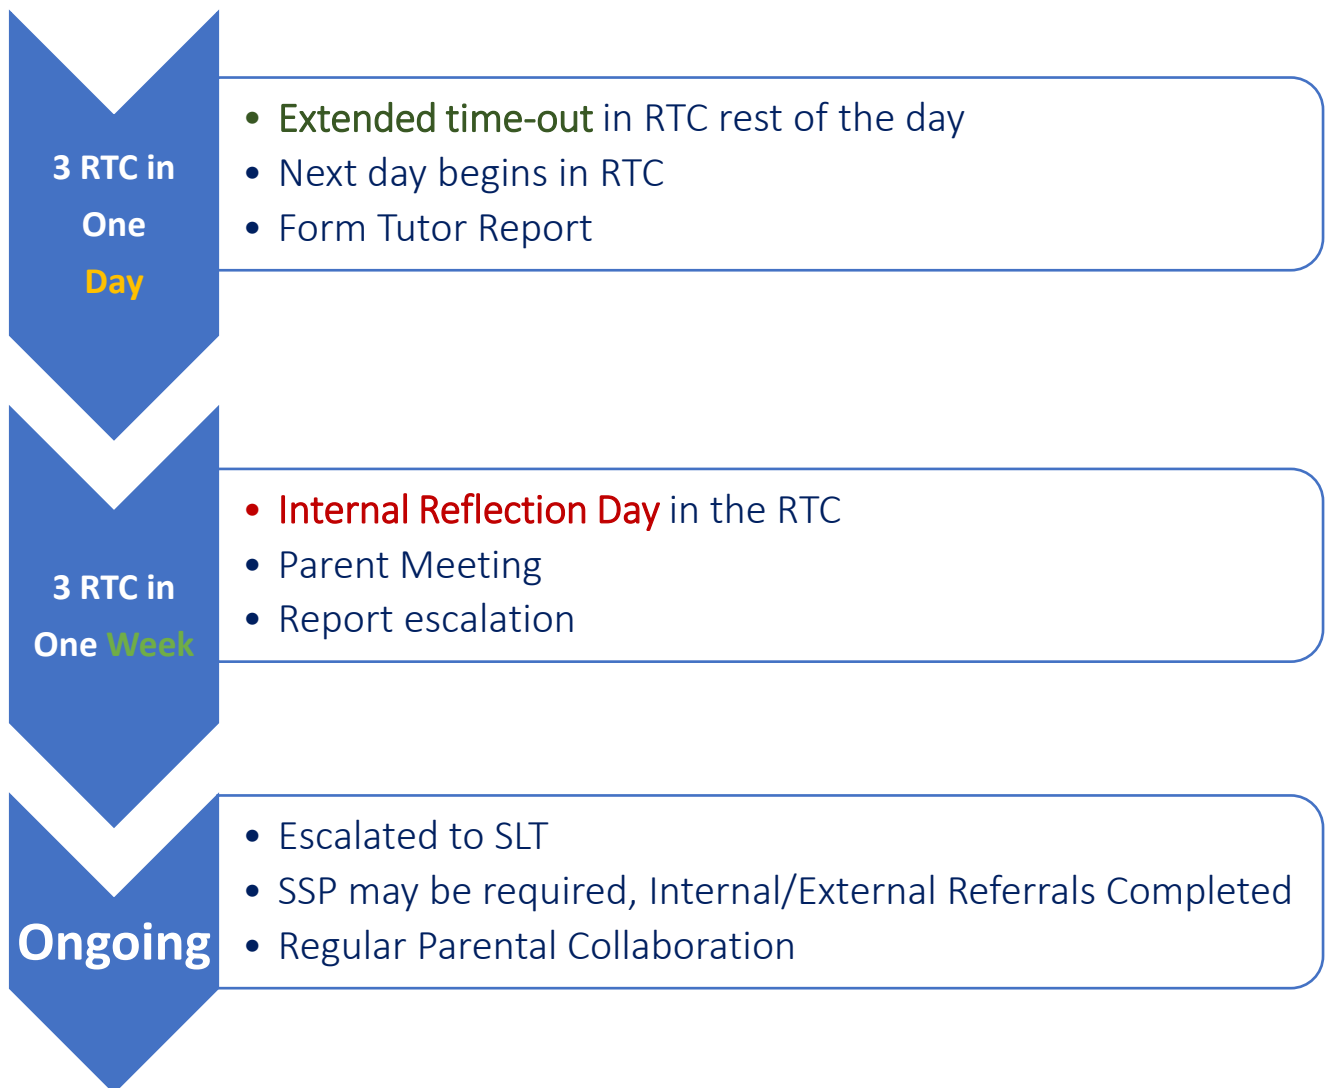 3 RTC in
One
Day
• Extended time-out in RTC rest of the day
• Next day begins in RTC
• Form Tutor Report
3 RTC in
One Week
• Internal Reflection Day in the RTC
• Parent Meeting
• Report escalation
Ongoing
• Escalated to SLT
• SSP may be required, Internal/External Referrals Completed
• Regular Parental Collaboration